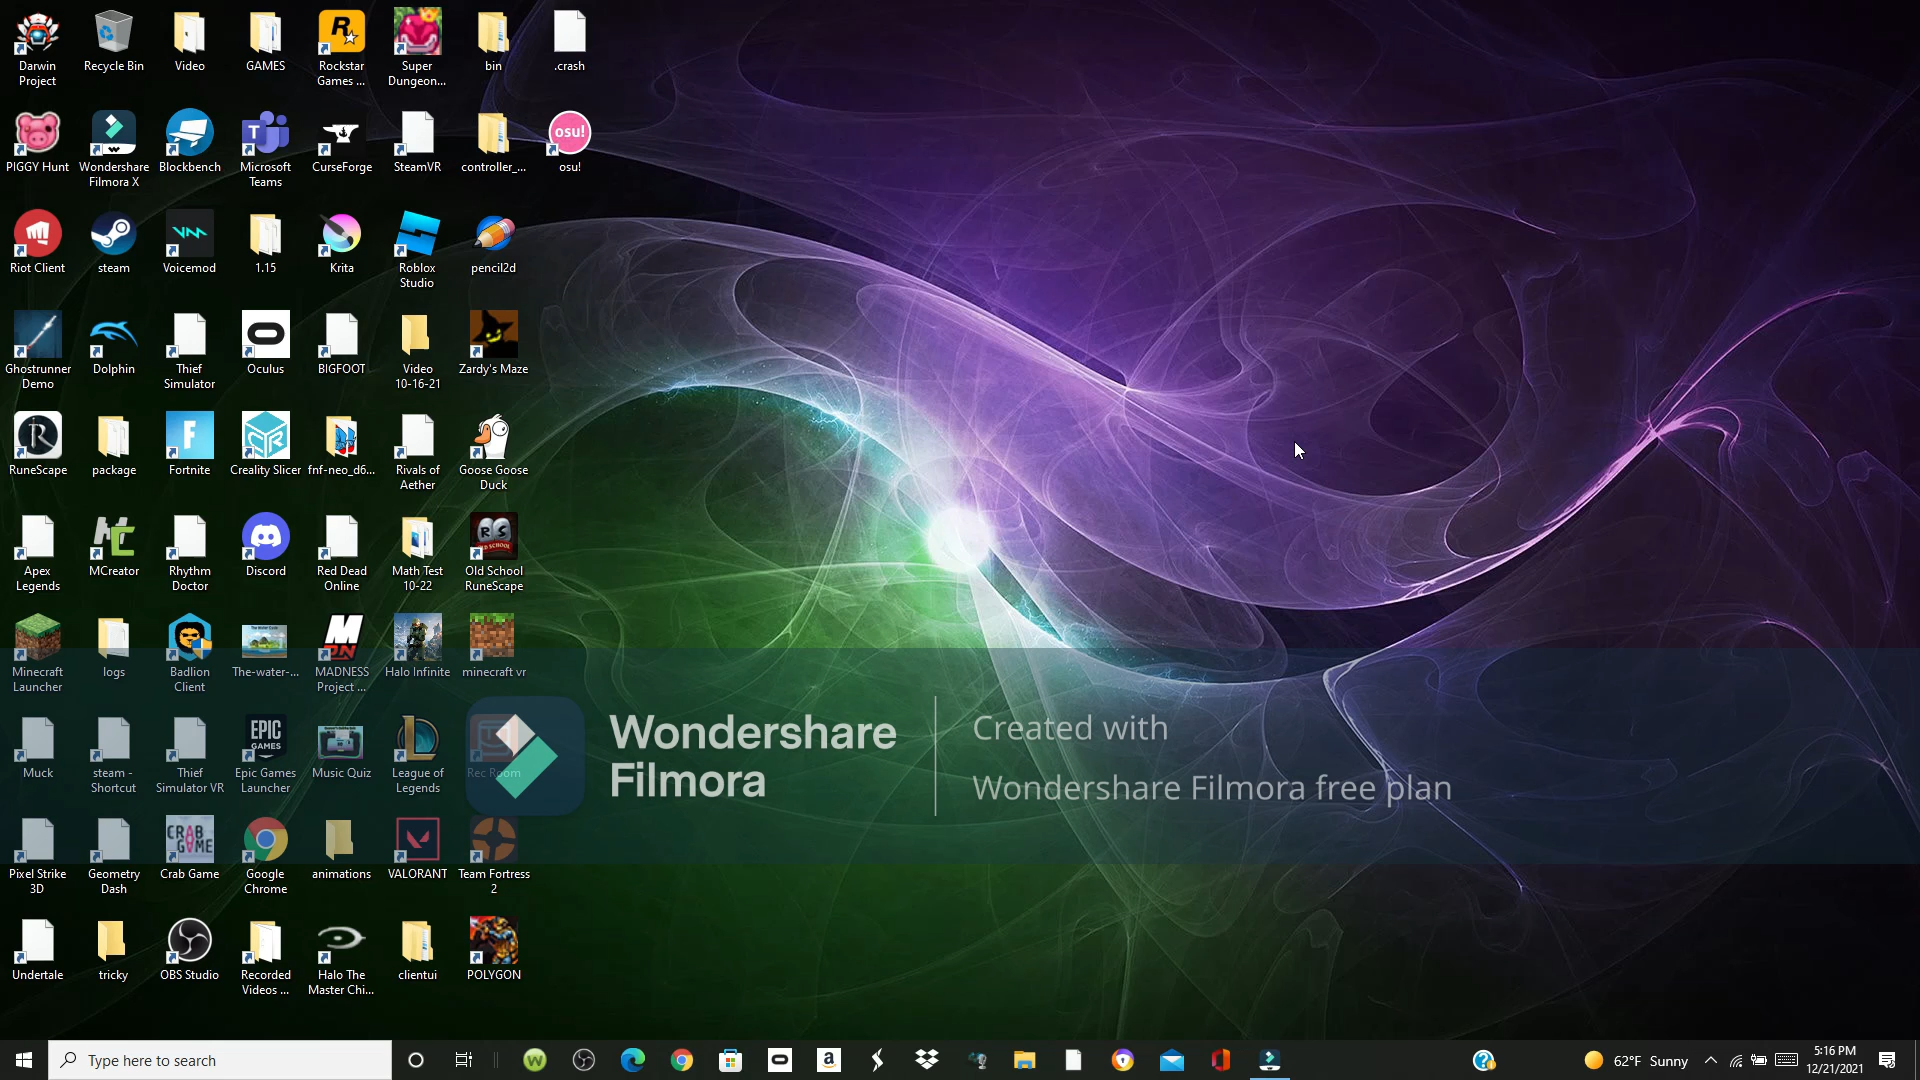 Darwin
Project
Recycle Bin
Video
GAMES
Rockstar
Games ...
Super
Dungeon...
bin
.crash
PIGGY Hunt
Wondershare
Filmora X
Blockbench
Microsoft
Teams
CurseForge
SteamVR
controller_...
osu!
osu!
Riot Client
steam
Voicemod
1.15
Krita
Roblox
Studio
pencil2d
Ghostrunner
Demo
Dolphin
Thief
Simulator
Oculus
BIGFOOT
Video
10-16-21
Zardy's Maze
RuneScape
package
Fortnite
Creality Slicer
fnf-neo_d6...
Rivals of
Aether
Goose Goose
Duck
Apex
Legends
MCreator
Rhythm
Doctor
Discord
Red Dead
Online
Math Test
10-22
Old School
RuneScape
Minecraft
Launcher
logs
Badlion
Client
The-water-...
MADNESS
Project ...
Halo Infinite
minecraft vr
Muck
steam -
Shortcut
Thief
Simulator VR
EPIC
GAMES
Epic Games
Launcher
Music Quiz
League of
Legends
Rec Room
Wondershare
Filmora
Created with
Wondershare Filmora free plan
Pixel Strike
3D
Geometry
Dash
CRAB
GAME
Crab Game
Google
Chrome
animations
VALORANT
Team Fortress
2
Undertale
tricky
OBS Studio
Recorded
Videos ...
Halo The
Master Chi...
clientui
POLYGON
Type here to search
62°F Sunny
5:16 PM
12/21/2021